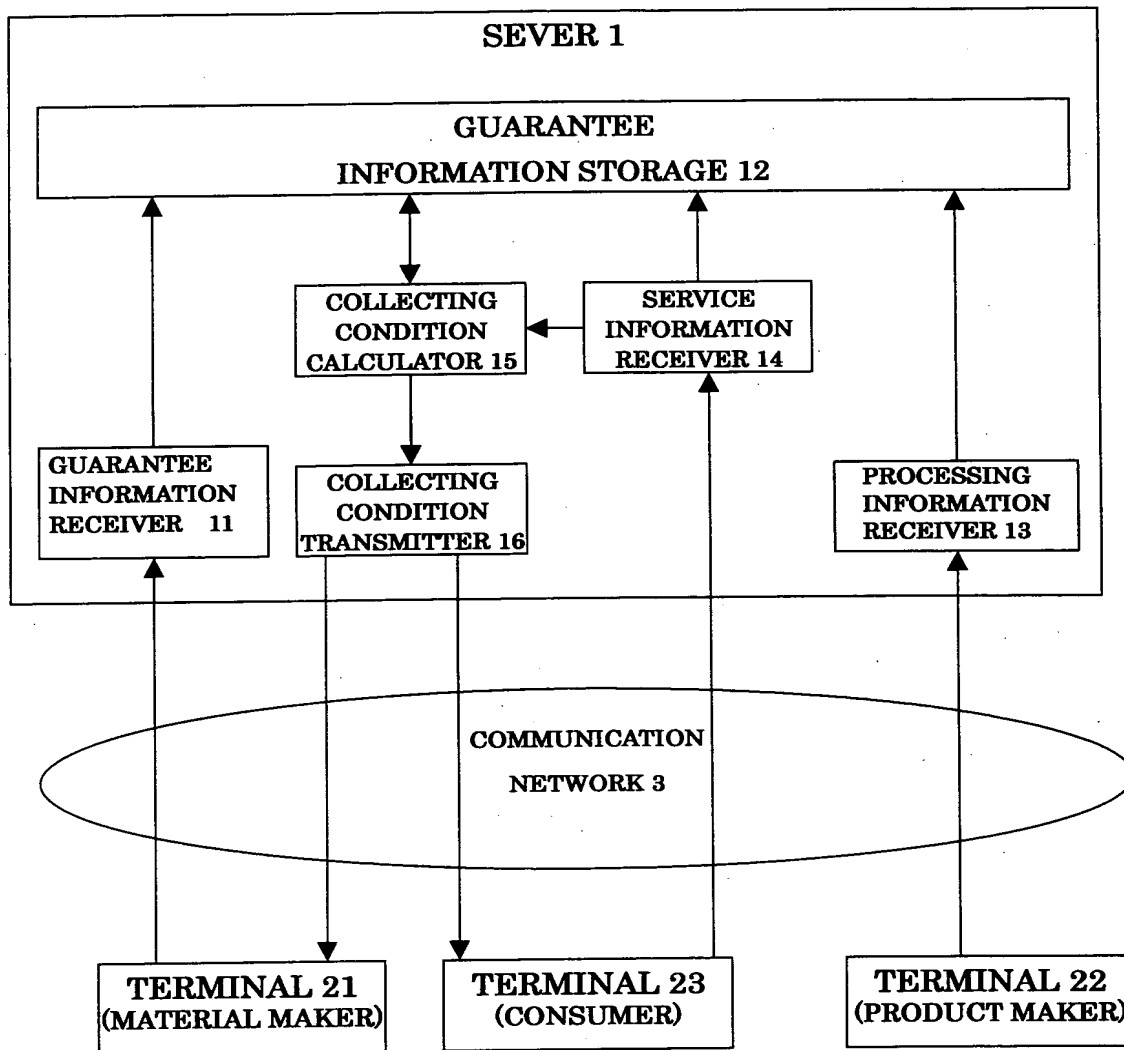 SEVER 1
GUARANTEE
INFORMATION STORAGE 12
COLLECTING
CONDITION
CALCULATOR 15
SERVICE
INFORMATION
RECEIVER 14
GUARANTEE
INFORMATION
RECEIVER 11
COLLECTING
CONDITION
TRANSMITTER 16
PROCESSING
INFORMATION
RECEIVER 13
COMMUNICATION
NETWORK 3
TERMINAL 21
(MATERIAL MAKER)
TERMINAL 23
(CONSUMER)
TERMINAL 22
(PRODUCT MAKER)